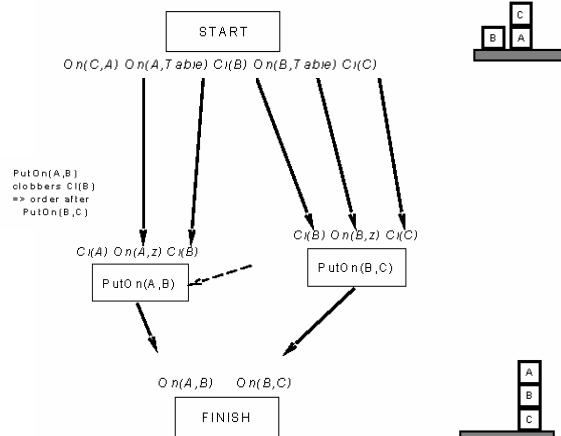 START
C
B A
On(C,A) On(A,Table) Cl(B) On(B,Table) Cl(C)
PutOn(A,B)
clobbers Cl(B)
=> order after
PutOn(B,C)
Cl(B) On(B,z) Cl(C)
Cl(A) On(A,z) Cl(B)
PutOn(B,C)
PutOn(A,B)
On(A,B) On(B,C)
FINISH
A
B
C